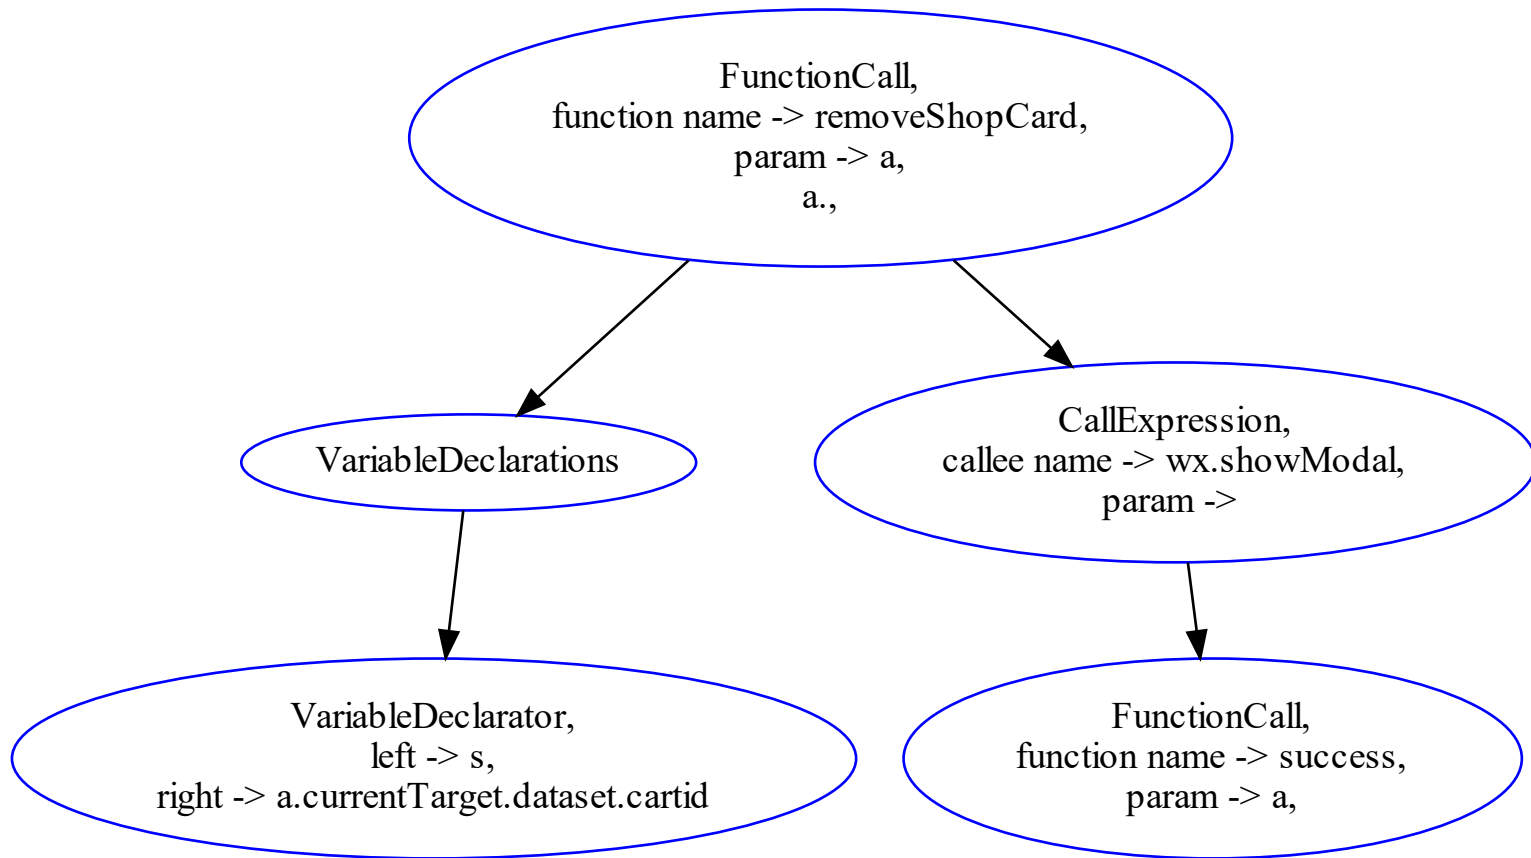 FunctionCall,
function name -> removeShopCard,
param -> a,
a.,
VariableDeclarations
CallExpression,
callee name -> wx.showModal,
param ->
VariableDeclarator,
left -> s,
right -> a.currentTarget.dataset.cartid
FunctionCall,
function name -> success,
param -> a,